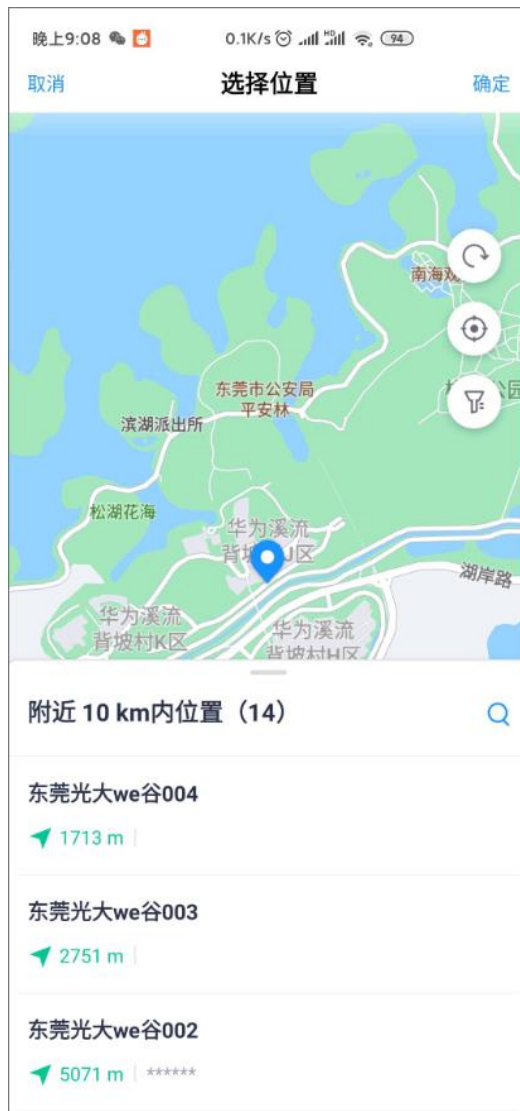 晚上9:08
0.1K/s
HD
94
取消
选择位置
确定
南海观
东莞市公安局
平安林
滨湖派出所
公园
松湖花海
华为溪流
背坡村J区
湖岸路
华为溪流
背坡村K区
华为溪流
背坡村H区
附近 10 km内位置（14）
东莞光大we谷004
1713 m
东莞光大we谷003
2751 m
东莞光大we谷002
5071 m
******